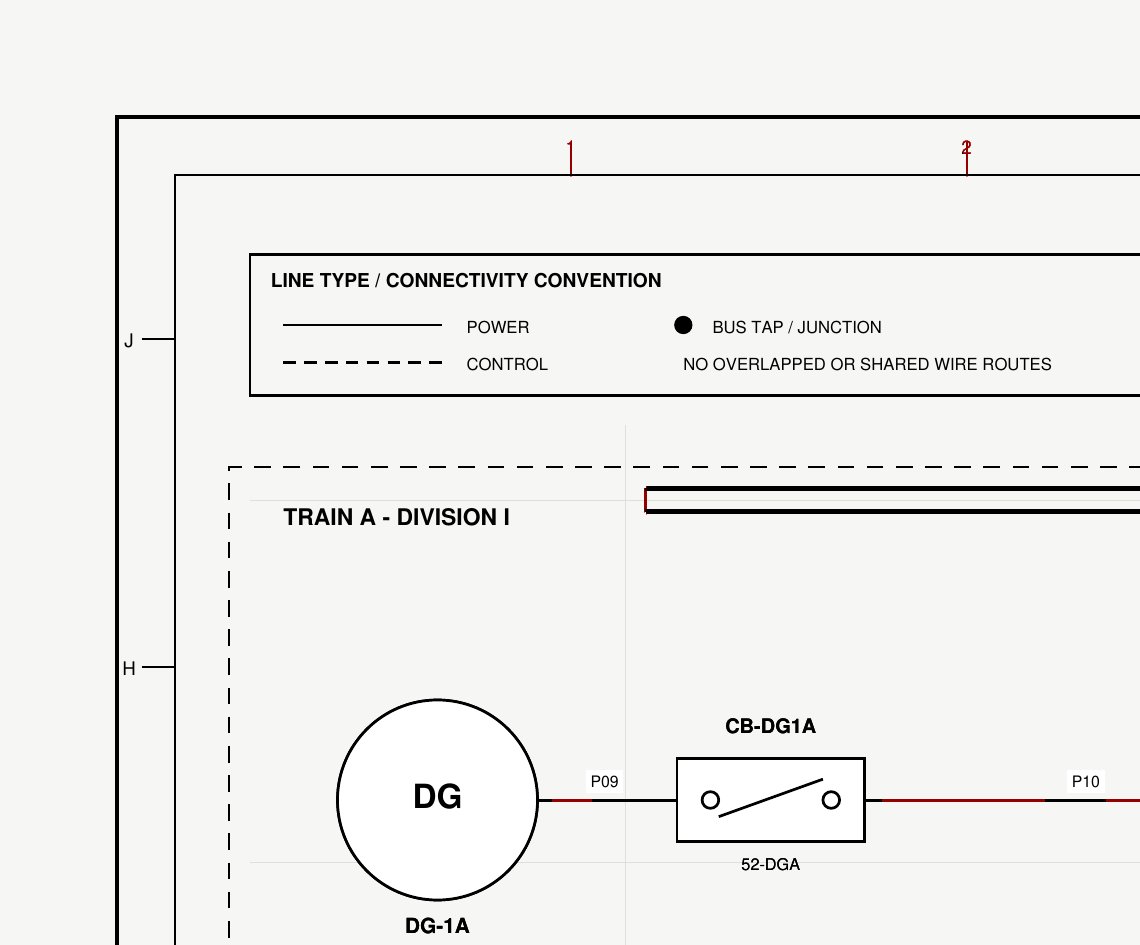 1
2
LINE TYPE / CONNECTIVITY CONVENTION
POWER
BUS TAP / JUNCTION
J
CONTROL
NO OVERLAPPED OR SHARED WIRE ROUTES
TRAIN A - DIVISION I
H
CB-DG1A
P09
P10
DG
52-DGA
DG-1A